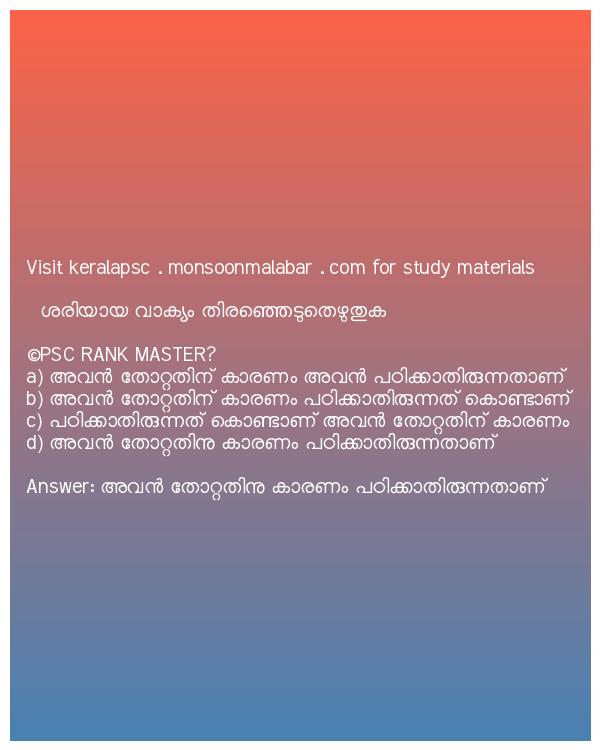 Visit keralapsc . monsoonmalabar . com for study materials
ശരിയായ വാക്യം തിരഞ്ഞെടുതെഴുതുക
©PSC RANK MASTER?
a) അവൻ തോറ്റതിന് കാരണം അവൻ പഠിക്കാതിരുന്നതാണ്
b) അവൻ തോറ്റതിന് കാരണം പഠിക്കാതിരുന്നത് കൊണ്ടാണ്
c) പഠിക്കാതിരുന്നത് കൊണ്ടാണ് അവൻ തോറ്റതിന് കാരണം
d) അവൻ തോറ്റതിനു കാരണം പഠിക്കാതിരുന്നതാണ്
Answer: അവൻ തോറ്റതിനു കാരണം പഠിക്കാതിരുന്നതാണ്